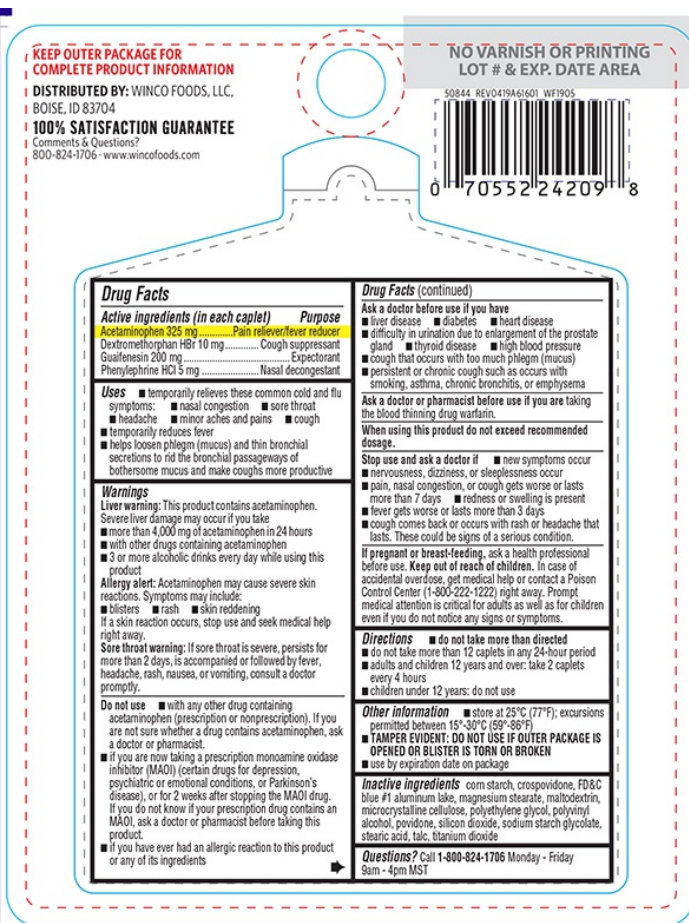 KEEP OUTER PACKAGE FOR
COMPLETE PRODUCT INFORMATION
DISTRIBUTED BY: WINCO FOODS, LLC,
BOISE, ID 83704
100% SATISFACTION GUARANTEE
Comments & Questions?
800-824-1706 · www.wincofoods.com
NO VARNISH OR PRINTING
LOT # & EXP. DATE AREA
50844 REV0419A61601 WF1905
0 70552 24209 8
Drug Facts
Active ingredients (in each caplet) Purpose
Acetaminophen 325 mg.............Pain reliever/fever reducer
Dextromethorphan HBr 10 mg............ Cough suppressant
Guaifenesin 200 mg ......................................... Expectorant
Phenylephrine HCl 5 mg ...................... Nasal decongestant
Uses ■ temporarily relieves these common cold and flu
symptoms: ■ nasal congestion ■ sore throat
■ headache ■ minor aches and pains ■ cough
■ temporarily reduces fever
■ helps loosen phlegm (mucus) and thin bronchial
secretions to rid the bronchial passageways of
bothersome mucus and make coughs more productive
Warnings
Liver warning: This product contains acetaminophen.
Severe liver damage may occur if you take
■ more than 4,000 mg of acetaminophen in 24 hours
■ with other drugs containing acetaminophen
■ 3 or more alcoholic drinks every day while using this
product
Allergy alert: Acetaminophen may cause severe skin
reactions. Symptoms may include:
■ blisters ■ rash ■ skin reddening
If a skin reaction occurs, stop use and seek medical help
right away.
Sore throat warning: If sore throat is severe, persists for
more than 2 days, is accompanied or followed by fever,
headache, rash, nausea, or vomiting, consult a doctor
promptly.
Do not use ■ with any other drug containing
acetaminophen (prescription or nonprescription). If you
are not sure whether a drug contains acetaminophen, ask
a doctor or pharmacist.
■ if you are now taking a prescription monoamine oxidase
inhibitor (MAOI) (certain drugs for depression,
psychiatric or emotional conditions, or Parkinson's
disease), or for 2 weeks after stopping the MAOI drug.
If you do not know if your prescription drug contains an
MAOI, ask a doctor or pharmacist before taking this
product.
■ if you have ever had an allergic reaction to this product
or any of its ingredients
Drug Facts (continued)
Ask a doctor before use if you have
■ liver disease ■ diabetes ■ heart disease
■ difficulty in urination due to enlargement of the prostate
gland ■ thyroid disease ■ high blood pressure
■ cough that occurs with too much phlegm (mucus)
■ persistent or chronic cough such as occurs with
smoking, asthma, chronic bronchitis, or emphysema
Ask a doctor or pharmacist before use if you are taking
the blood thinning drug warfarin.
When using this product do not exceed recommended
dosage.
Stop use and ask a doctor if ■ new symptoms occur
■ nervousness, dizziness, or sleeplessness occur
■ pain, nasal congestion, or cough gets worse or lasts
more than 7 days ■ redness or swelling is present
■ fever gets worse or lasts more than 3 days
■ cough comes back or occurs with rash or headache that
lasts. These could be signs of a serious condition.
If pregnant or breast-feeding, ask a health professional
before use. Keep out of reach of children. In case of
accidental overdose, get medical help or contact a Poison
Control Center (1-800-222-1222) right away. Prompt
medical attention is critical for adults as well as for children
even if you do not notice any signs or symptoms.
Directions ■ do not take more than directed
■ do not take more than 12 caplets in any 24-hour period
■ adults and children 12 years and over: take 2 caplets
every 4 hours
■ children under 12 years: do not use
Other information ■ store at 25°C (77°F); excursions
permitted between 15°-30°C (59°-86°F)
■ TAMPER EVIDENT: DO NOT USE IF OUTER PACKAGE IS
OPENED OR BLISTER IS TORN OR BROKEN
■ use by expiration date on package
Inactive ingredients corn starch, crospovidone, FD&C
blue #1 aluminum lake, magnesium stearate, maltodextrin,
microcrystalline cellulose, polyethylene glycol, polyvinyl
alcohol, povidone, silicon dioxide, sodium starch glycolate,
stearic acid, talc, titanium dioxide
Questions? Call 1-800-824-1706 Monday - Friday
9am - 4pm MST